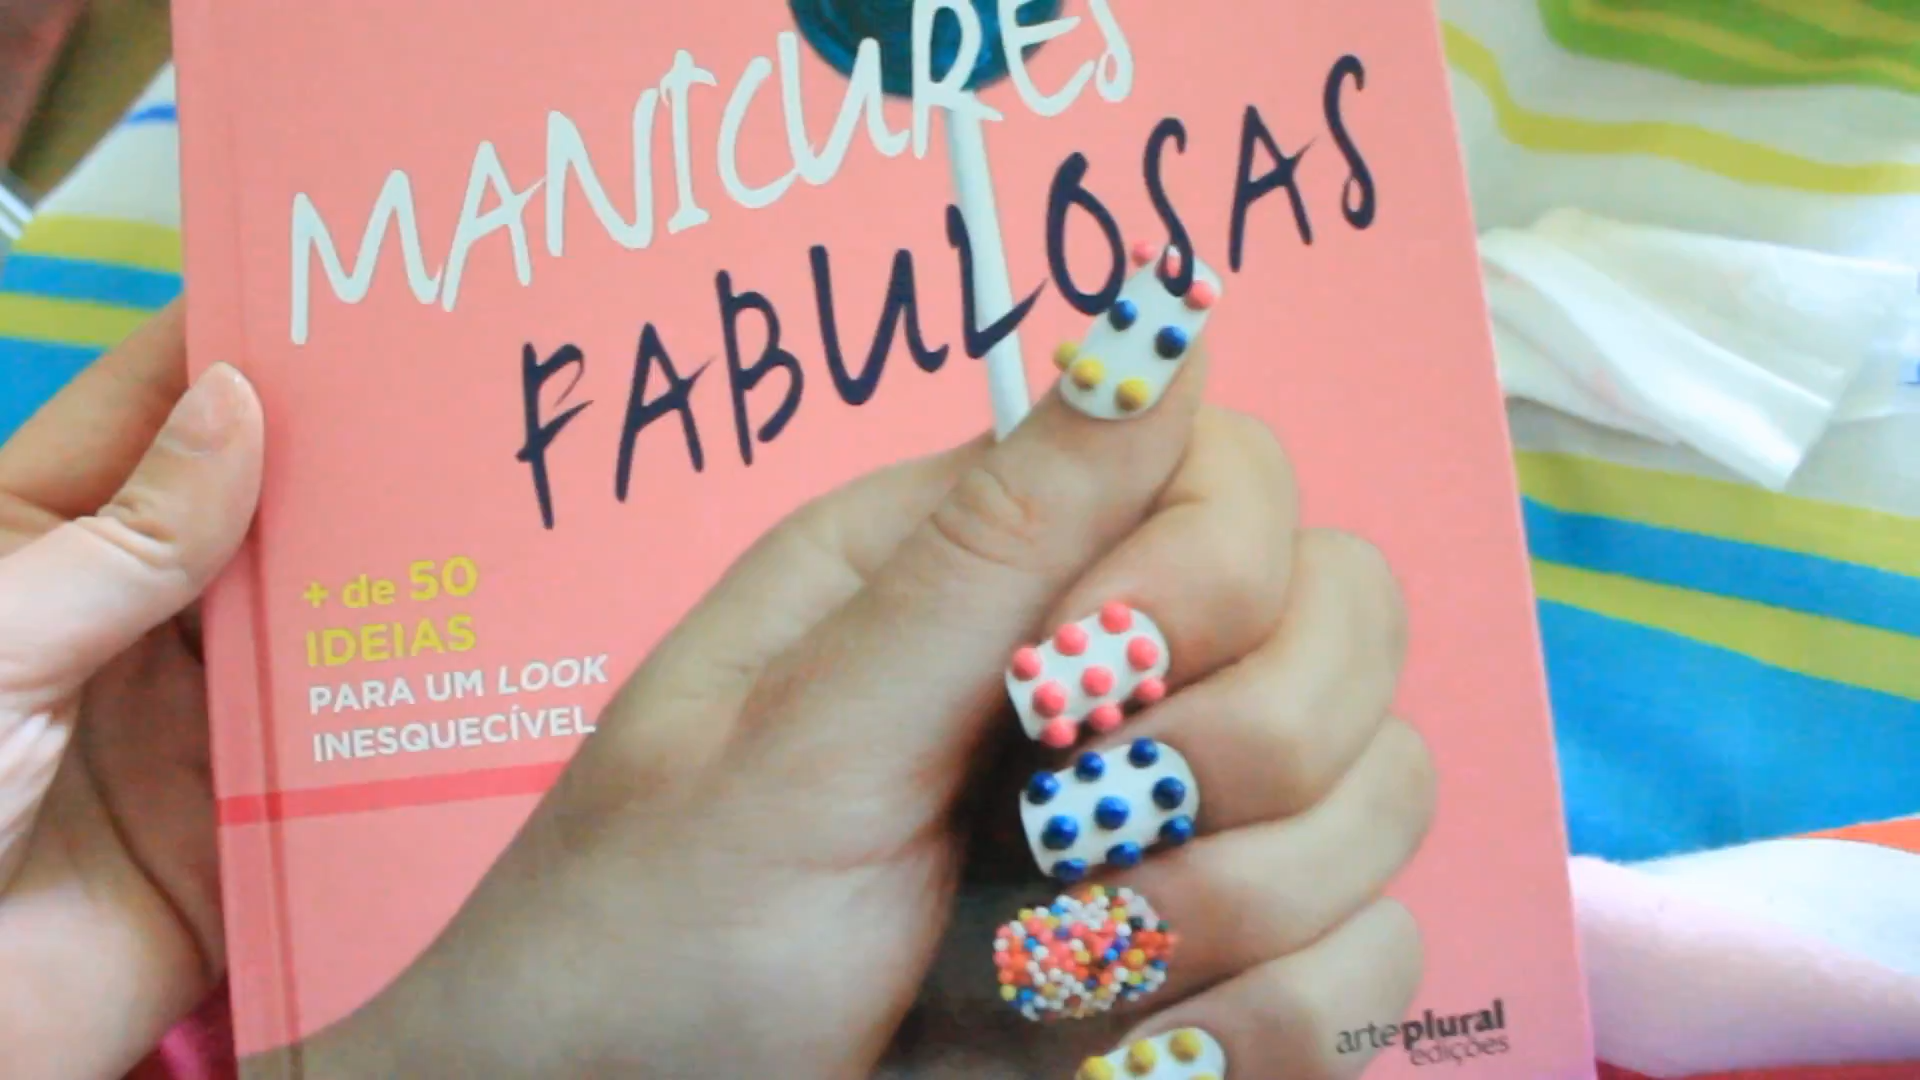 MANICURES
FABULOSAS
+ de 50
IDEIAS
PARA UM LOOK
INESQUECÍVEL
arteplural
edições